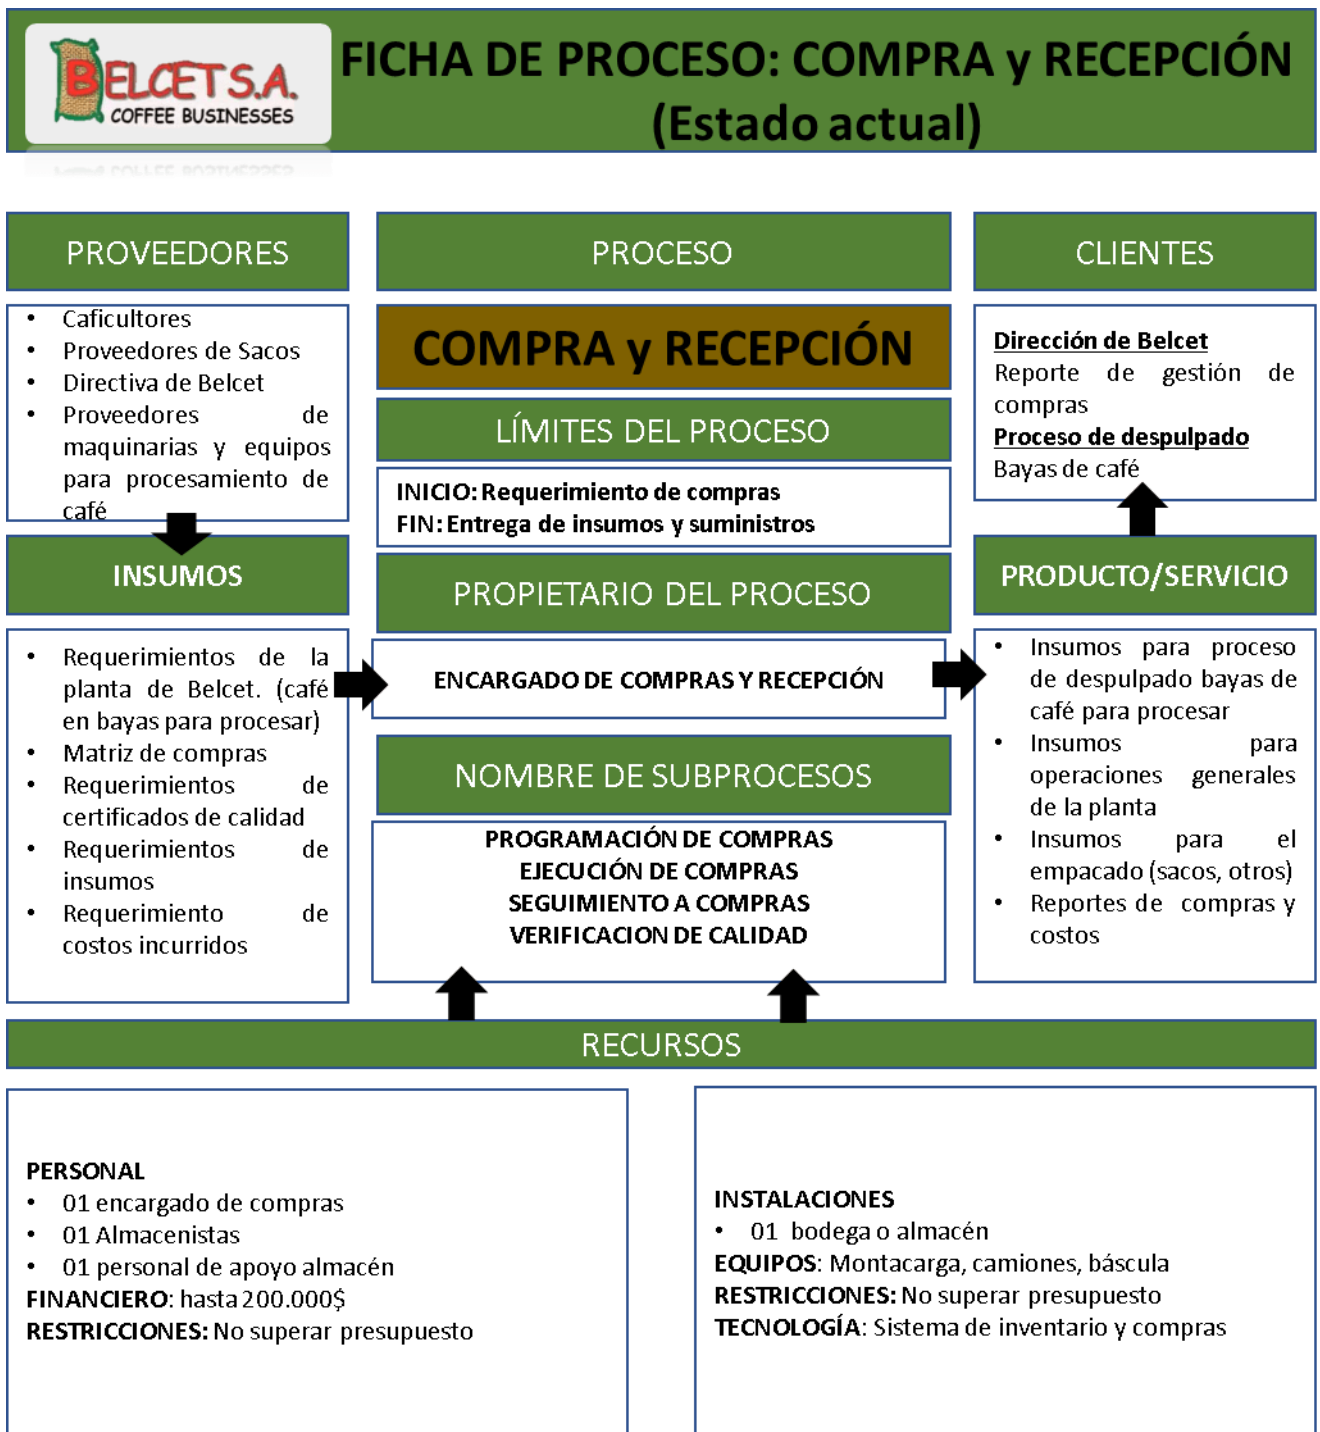 BELCET S.A.
COFFEE BUSINESSES
FICHA DE PROCESO: COMPRA y RECEPCIÓN
(Estado actual)
PROVEEDORES
• Caficultores
• Proveedores de Sacos
• Directiva de Belcet
• Proveedores de
maquinarias y equipos
para procesamiento de
café
INSUMOS
• Requerimientos de la
planta de Belcet. (café
en bayas para procesar)
• Matriz de compras
• Requerimientos de
certificados de calidad
• Requerimientos de
insumos
• Requerimiento de
costos incurridos
PROCESO
COMPRA y RECEPCIÓN
LÍMITES DEL PROCESO
INICIO: Requerimiento de compras
FIN: Entrega de insumos y suministros
PROPIETARIO DEL PROCESO
ENCARGADO DE COMPRAS Y RECEPCIÓN
NOMBRE DE SUBPROCESOS
PROGRAMACIÓN DE COMPRAS
EJECUCIÓN DE COMPRAS
SEGUIMIENTO A COMPRAS
VERIFICACION DE CALIDAD
CLIENTES
Dirección de Belcet
Reporte de gestión de
compras
Proceso de despulpado
Bayas de café
PRODUCTO/SERVICIO
• Insumos para proceso
de despulpado bayas de
café para procesar
• Insumos para
operaciones generales
de la planta
• Insumos para el
empacado (sacos, otros)
• Reportes de compras y
costos
RECURSOS
PERSONAL
• 01 encargado de compras
• 01 Almacenistas
• 01 personal de apoyo almacén
FINANCIERO: hasta 200.000$
RESTRICCIONES: No superar presupuesto
INSTALACIONES
• 01 bodega o almacén
EQUIPOS: Montacarga, camiones, báscula
RESTRICCIONES: No superar presupuesto
TECNOLOGÍA: Sistema de inventario y compras